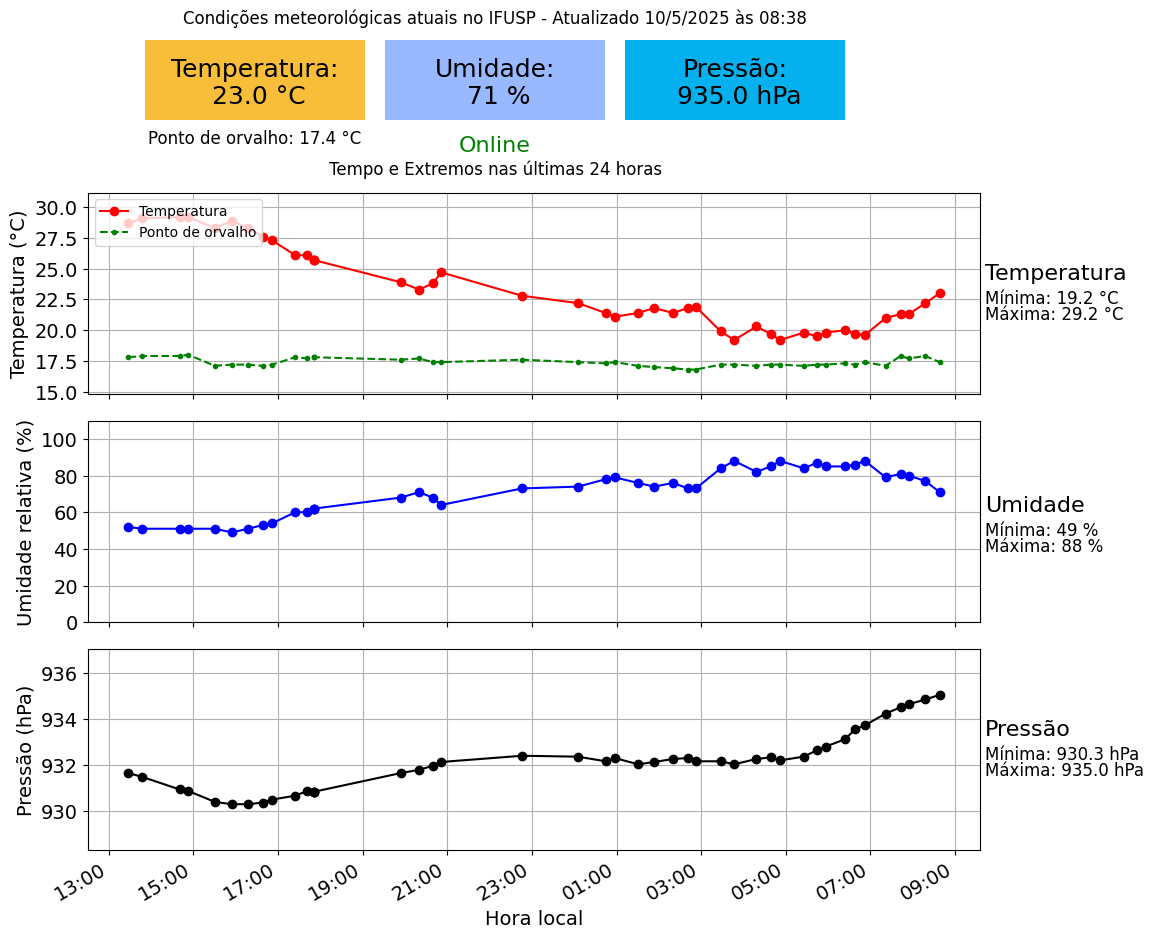 Condições meteorológicas atuais no IFUSP - Atualizado 10/5/2025 às 08:38
Temperatura:
23.0 °C
Umidade:
71 %
Pressão:
935.0 hPa
Ponto de orvalho: 17.4 °C
Online
Tempo e Extremos nas últimas 24 horas
Temperatura (°C)
30.0
27.5
25.0
22.5
20.0
17.5
15.0
Temperatura
Ponto de orvalho
Temperatura
Mínima: 19.2 °C
Máxima: 29.2 °C
Umidade relativa (%)
100
80
60
40
20
0
Umidade
Mínima: 49 %
Máxima: 88 %
Pressão (hPa)
936
934
932
930
Pressão
Mínima: 930.3 hPa
Máxima: 935.0 hPa
13:00
15:00
17:00
19:00
21:00
23:00
01:00
03:00
05:00
07:00
09:00
Hora local